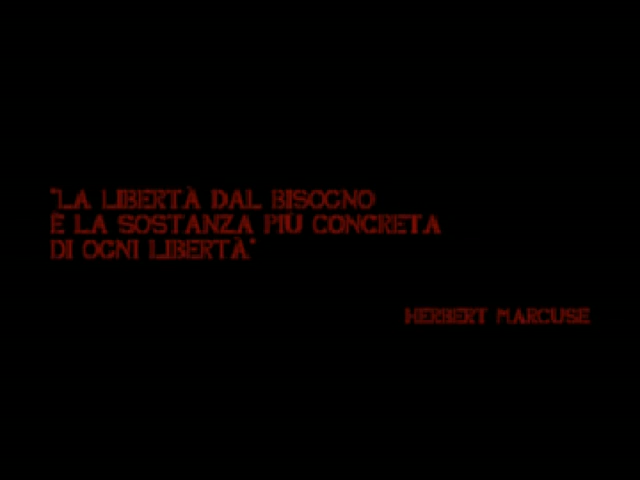 "LA LIBERTÀ DAL BISOGNO
È LA SOSTANZA PIÙ CONCRETA
DI OGNI LIBERTÀ"
HERBERT MARCUSE